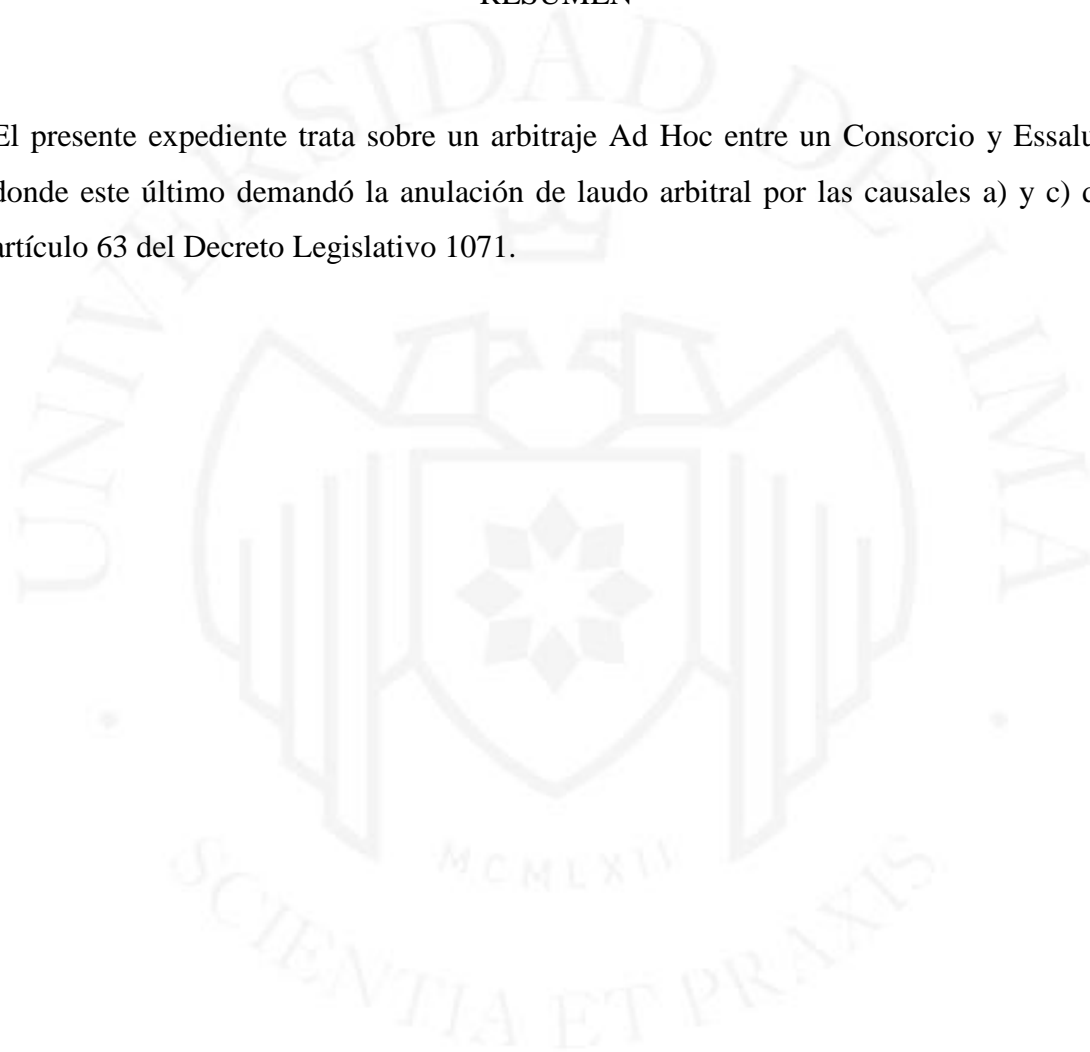 RESUMEN
El presente expediente trata sobre un arbitraje Ad Hoc entre un Consorcio y Essalu
donde este último demandó la anulación de laudo arbitral por las causales a) y c) d
artículo 63 del Decreto Legislativo 1071.
UNIVERSIDAD DE LIMA
MCMLXII
SCIENTIA ET PRAXIS